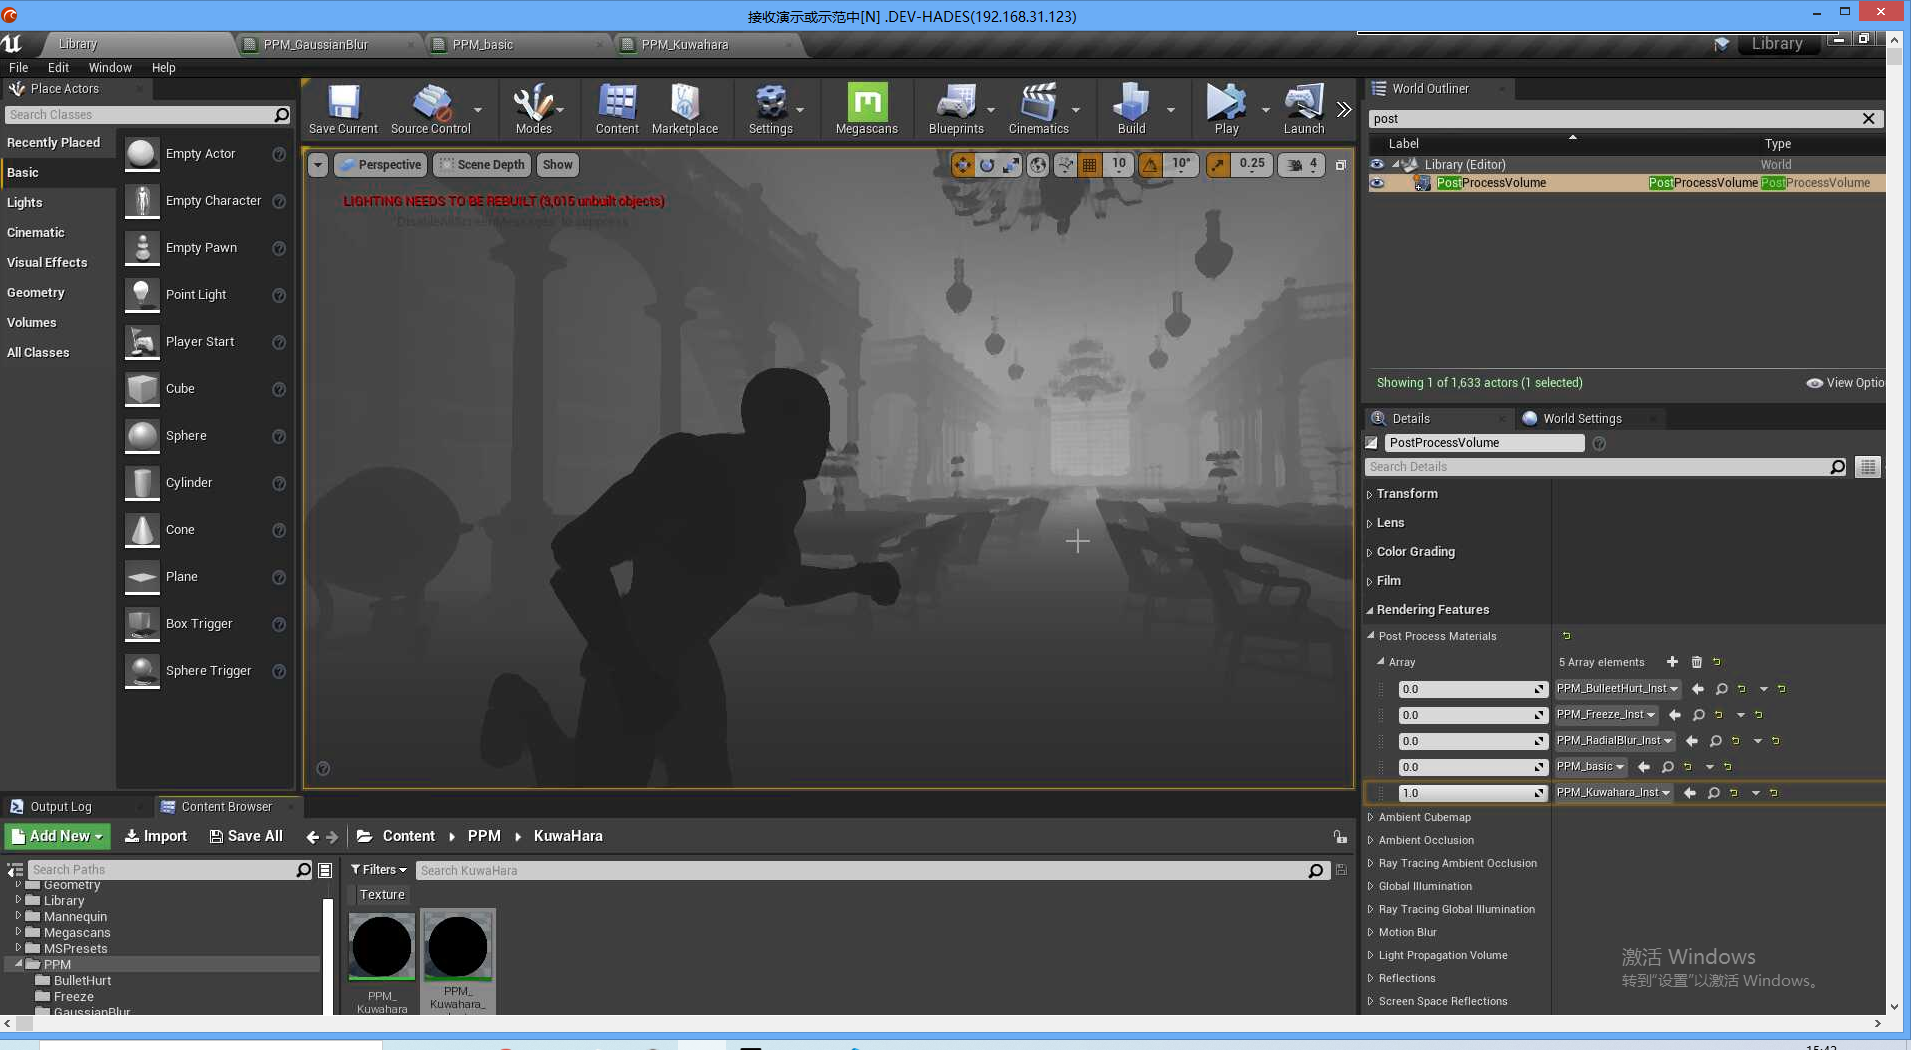 接收演示或示范中[N] .DEV-HADES(192.168.31.123)
Library
PPM_GaussianBlur
PPM_basic
PPM_Kuwahara
Library
File Edit Window Help
Place Actors
Search Classes
Recently Placed
Basic
Lights
Cinematic
Visual Effects
Geometry
Volumes
All Classes
Empty Actor
Empty Character
Empty Pawn
Point Light
Player Start
Cube
Sphere
Cylinder
Cone
Plane
Box Trigger
Sphere Trigger
Save Current
Source Control
Modes
Content
Marketplace
Settings
Megascans
Blueprints
Cinematics
Build
Play
Launch
Perspective
Scene Depth
Show
10
10°
0.25
4
LIGHTING NEEDS TO BE REBUILT (3,015 unbuilt objects)
'DisableAllScreenMessages' to suppress
World Outliner
post
Label Type
Library (Editor) World
PostProcessVolume PostProcessVolume PostProcessVolume
Showing 1 of 1,633 actors (1 selected)
View Optio
Details
World Settings
PostProcessVolume
Search Details
Transform
Lens
Color Grading
Film
Rendering Features
Post Process Materials
Array 5 Array elements
0.0 PPM_BulleetHurt_Inst
0.0 PPM_Freeze_Inst
0.0 PPM_RadialBlur_Inst
0.0 PPM_basic
1.0 PPM_Kuwahara_Inst
Ambient Cubemap
Ambient Occlusion
Ray Tracing Ambient Occlusion
Global Illumination
Ray Tracing Global Illumination
Motion Blur
Light Propagation Volume
Reflections
Screen Space Reflections
激活 Windows
转到"设置"以激活 Windows。
Output Log
Content Browser
Add New
Import
Save All
Content
PPM
KuwaHara
Search Paths
Geometry
Library
Mannequin
Megascans
MSPresets
PPM
BulletHurt
Freeze
GaussianBlur
Filters
Search KuwaHara
Texture
PPM_
Kuwahara
PPM_
Kuwahara_
15:42